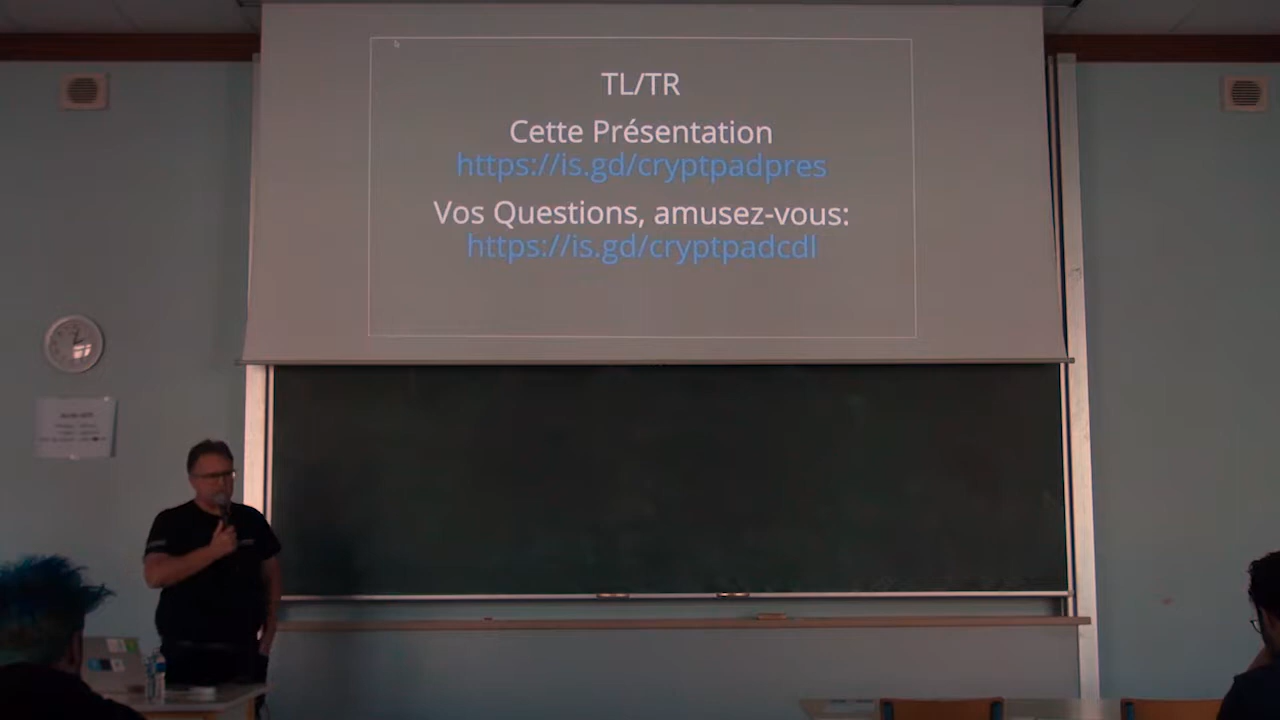 TL/TR
Cette Présentation
https://is.gd/cryptpadpres
Vos Questions, amusez-vous:
https://is.gd/cryptpadcdl